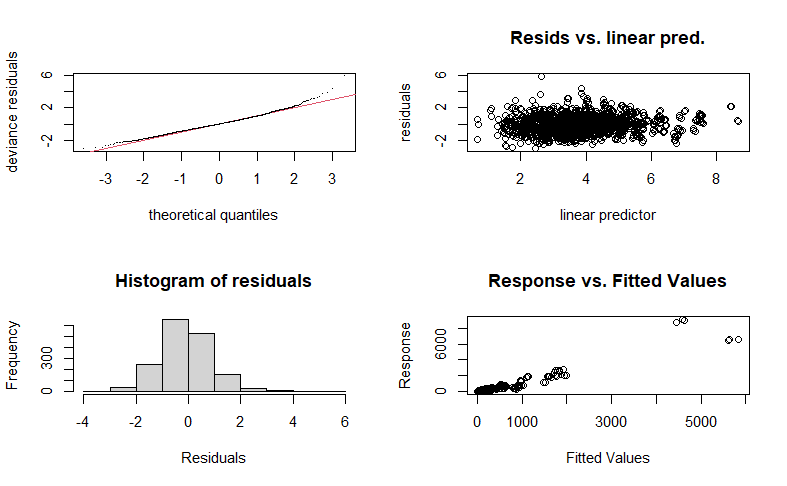 deviance residuals
-2 2 6
-3 -2 -1 0 1 2 3
theoretical quantiles
Resids vs. linear pred.
residuals
-2 2 6
2 4 6 8
linear predictor
Histogram of residuals
Frequency
0 300
-4 -2 0 2 4 6
Residuals
Response vs. Fitted Values
Response
0 6000
0 1000 3000 5000
Fitted Values